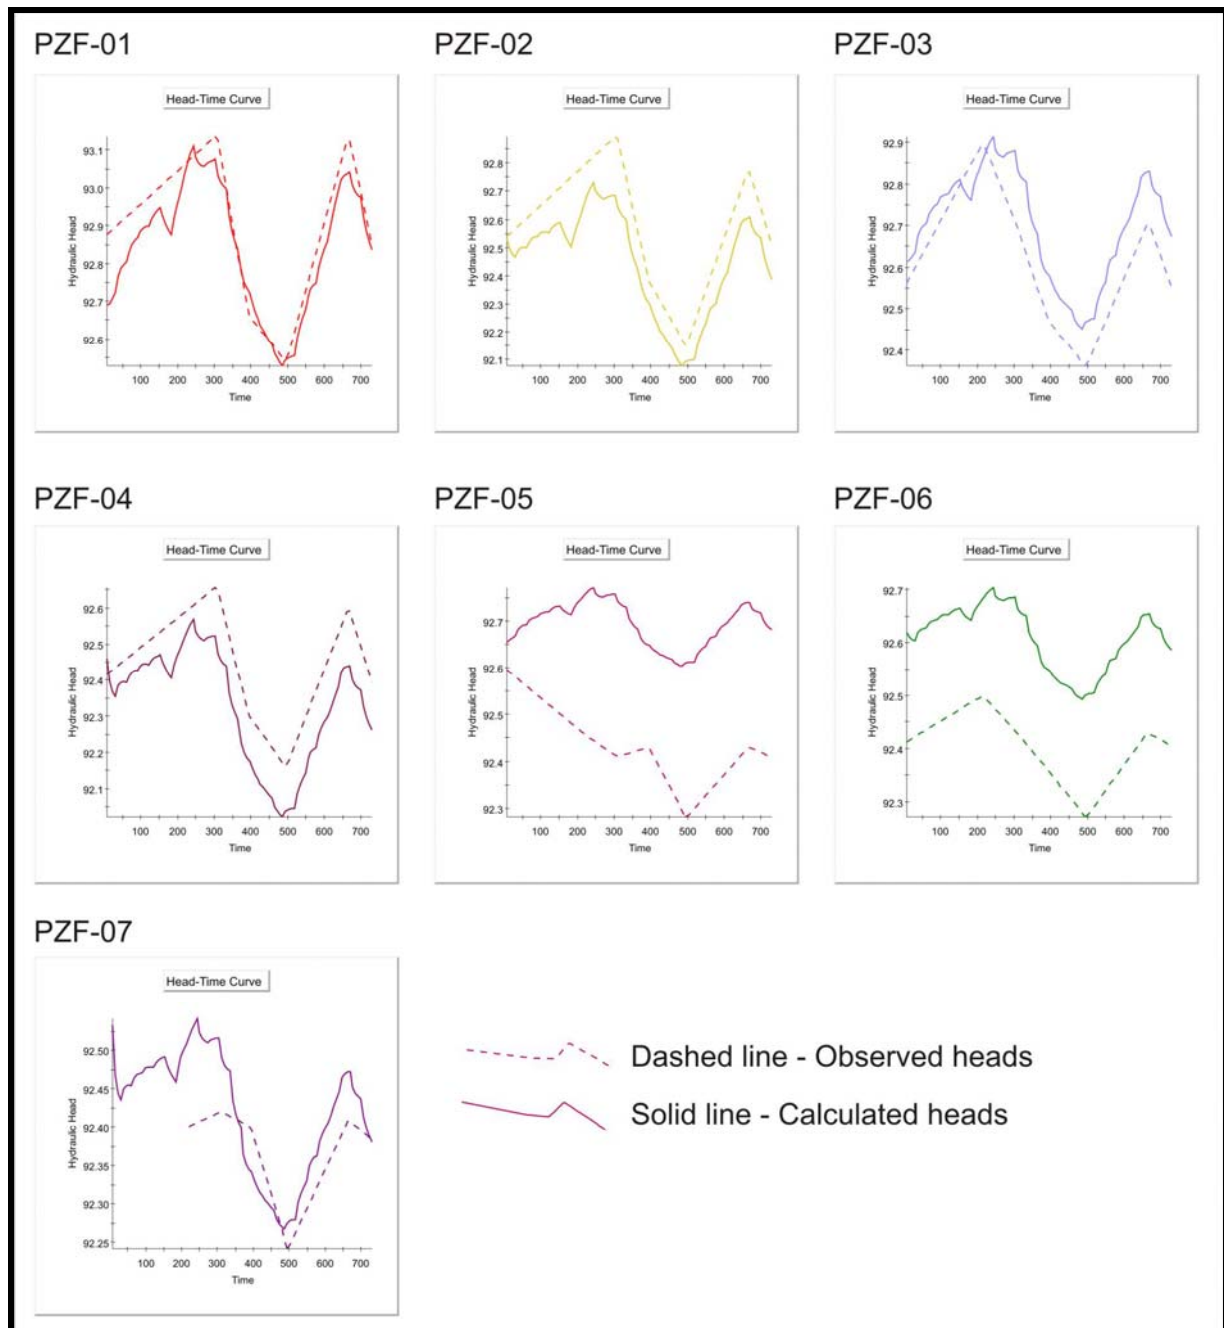 PZF-01 PZF-02 PZF-03
Head-Time Curve Head-Time Curve Head-Time Curve
Hydraulic Head
93.1
93.0
92.9
92.8
92.7
92.6
100 200 300 400 500 600 700
Time
Hydraulic Head
92.8
92.7
92.6
92.5
92.4
92.3
92.2
92.1
100 200 300 400 500 600 700
Time
Hydraulic Head
92.9
92.8
92.7
92.6
92.5
92.4
100 200 300 400 500 600 700
Time
PZF-04 PZF-05 PZF-06
Head-Time Curve Head-Time Curve Head-Time Curve
Hydraulic Head
92.6
92.5
92.4
92.3
92.2
92.1
100 200 300 400 500 600 700
Time
Hydraulic Head
92.7
92.6
92.5
92.4
92.3
100 200 300 400 500 600 700
Time
Hydraulic Head
92.7
92.6
92.5
92.4
92.3
100 200 300 400 500 600 700
Time
PZF-07
Head-Time Curve
Hydraulic Head
92.50
92.45
92.40
92.35
92.30
92.25
100 200 300 400 500 600 700
Time
Dashed line - Observed heads
Solid line - Calculated heads